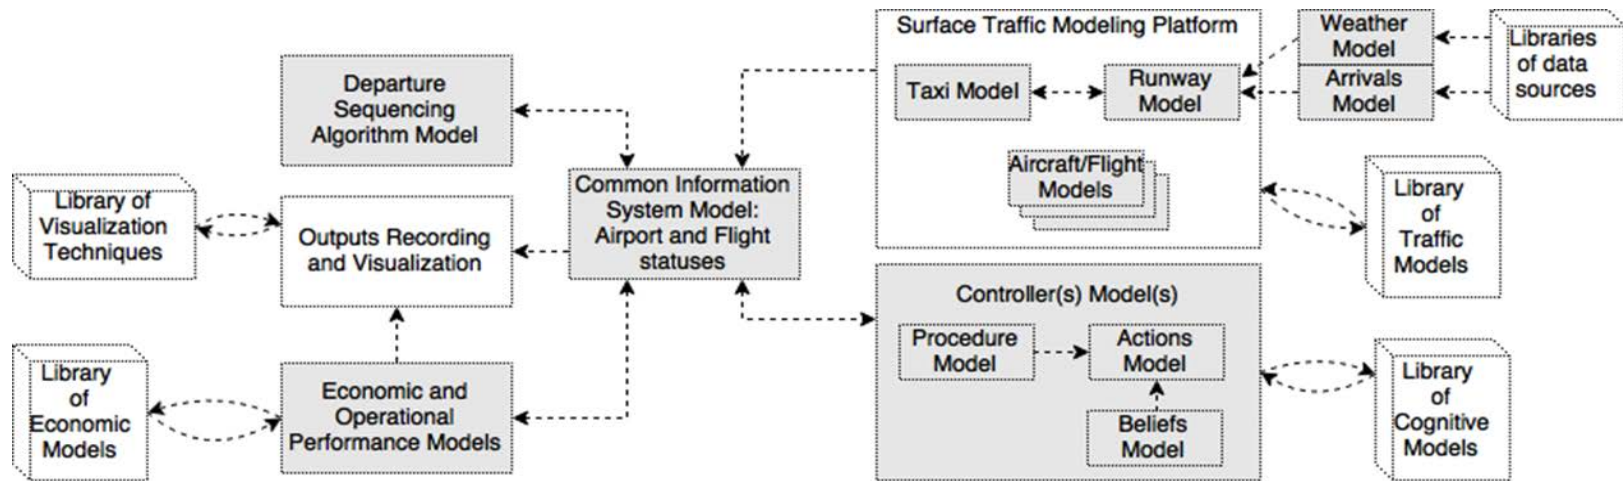 Surface Traffic Modeling Platform
Weather
Model
Libraries
of data
sources
Departure
Sequencing
Algorithm Model
Taxi Model
Runway
Model
Arrivals
Model
Aircraft/Flight
Models
Library of
Visualization
Techniques
Common Information
System Model:
Airport and Flight
statuses
Library
of
Traffic
Models
Outputs Recording
and Visualization
Controller(s) Model(s)
Procedure
Model
Actions
Model
Beliefs
Model
Library
of
Economic
Models
Economic and
Operational
Performance Models
Library
of
Cognitive
Models